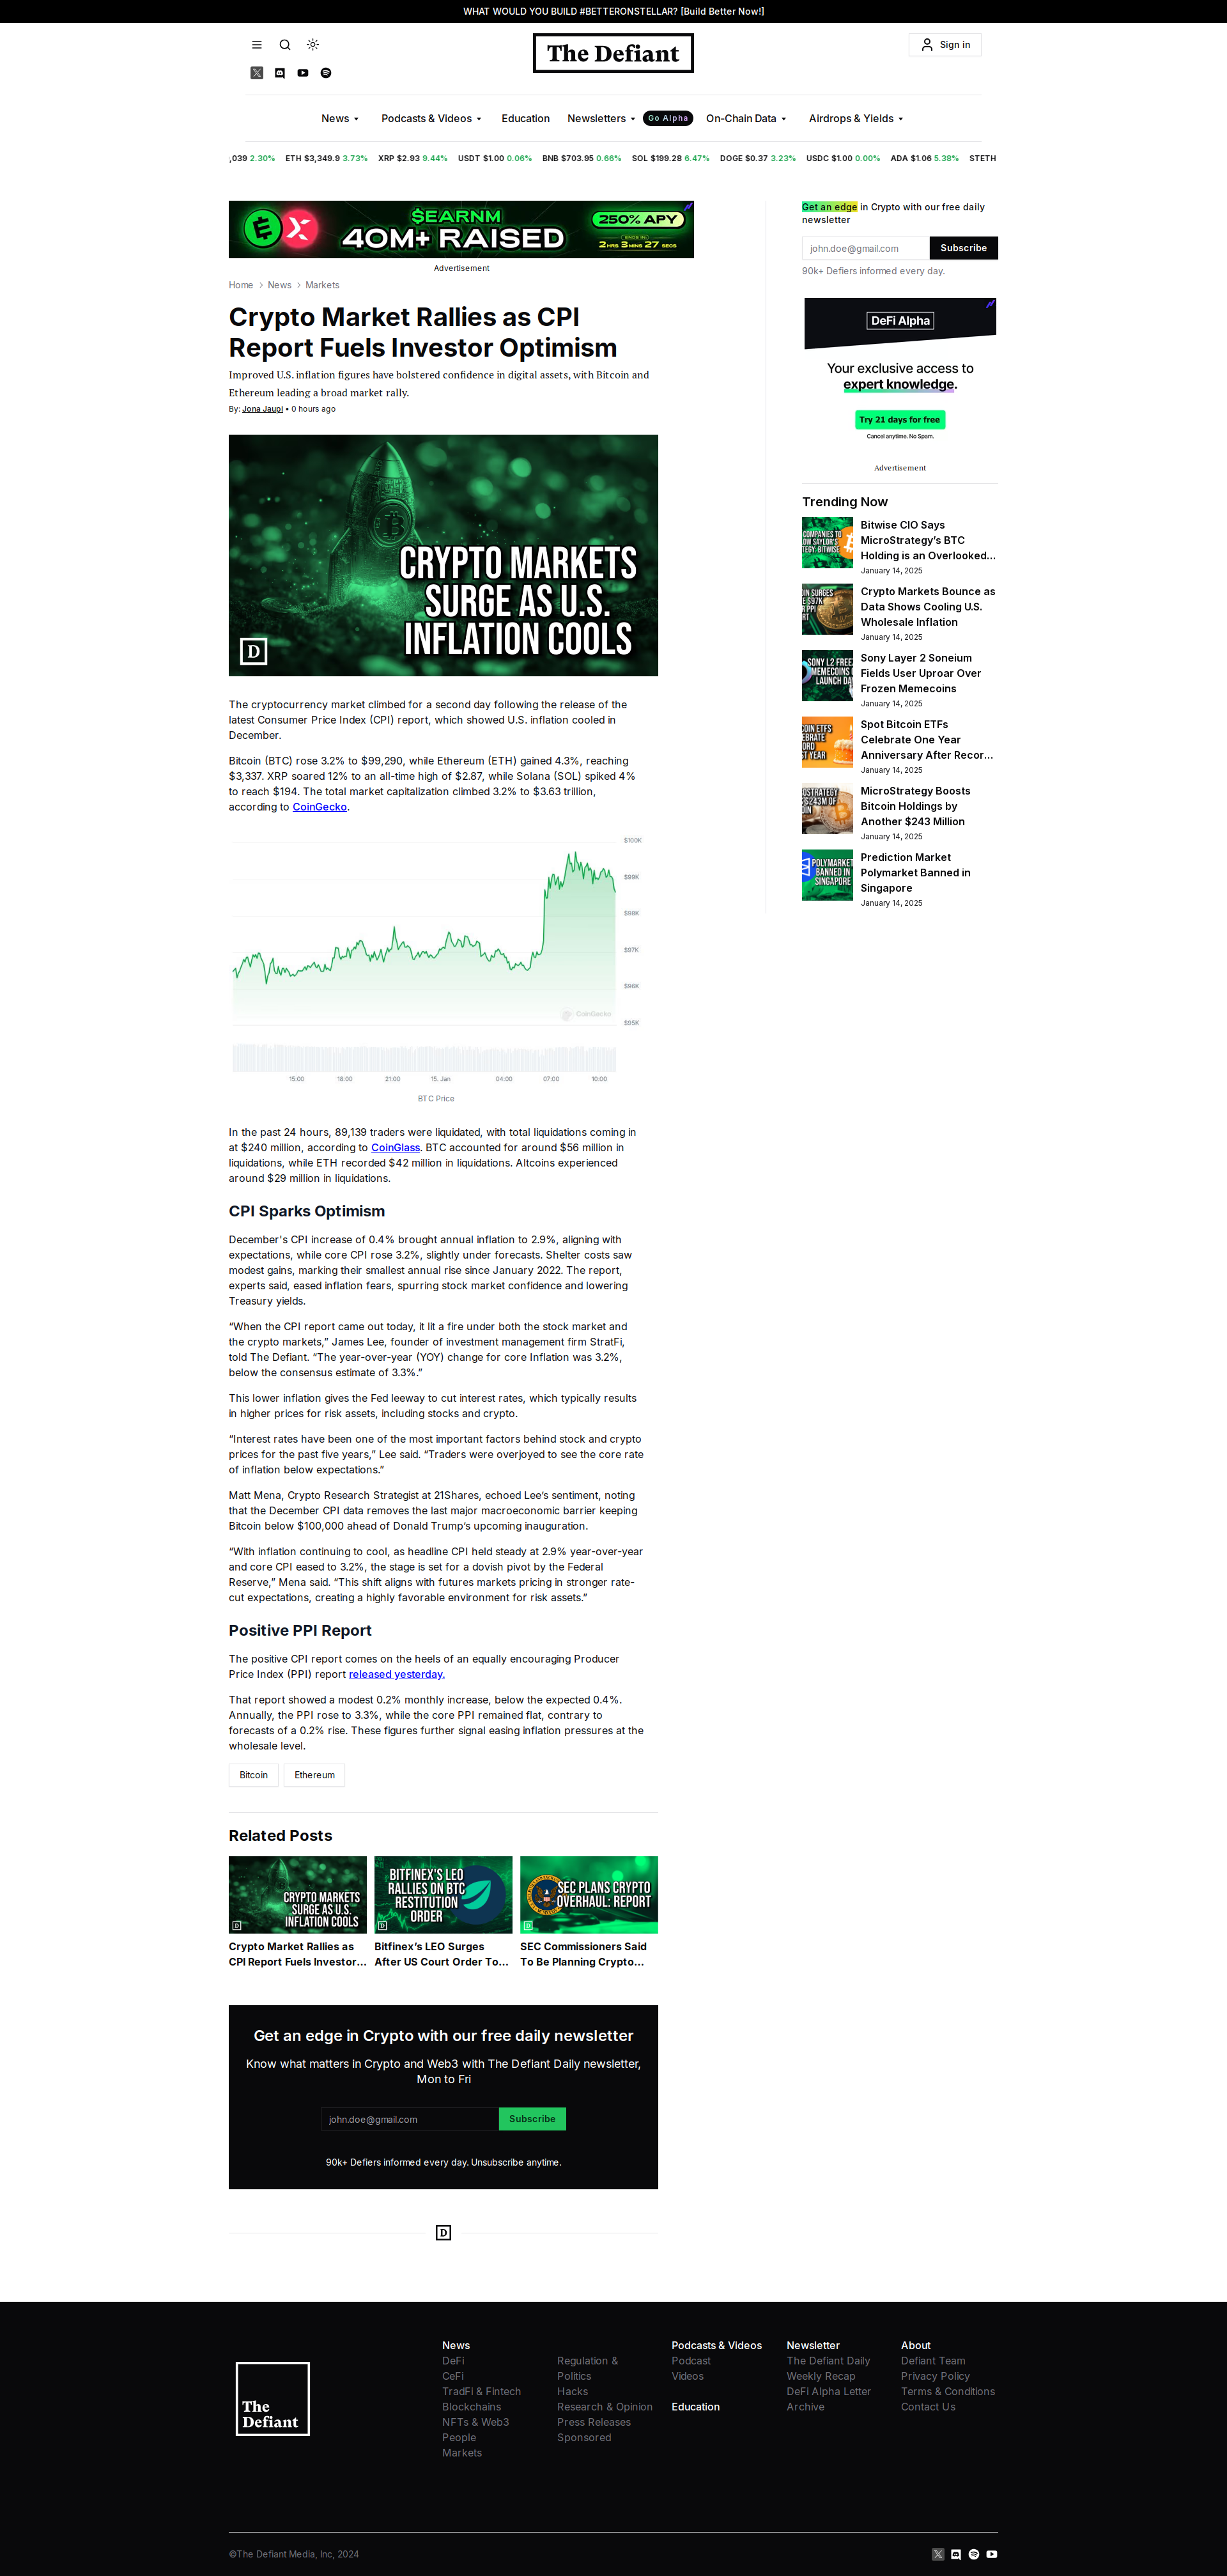 WHAT WOULD YOU BUILD #BETTERONSTELLAR? [Build Better Now!]
The Defiant
Sign in
News
Podcasts & Videos
Education
Newsletters
Go Alpha
On-Chain Data
Airdrops & Yields
,039 2.30% ETH $3,349.9 3.73% XRP $2.93 9.44% USDT $1.00 0.06% BNB $703.95 0.66% SOL $199.28 6.47% DOGE $0.37 3.23% USDC $1.00 0.00% ADA $1.06 5.38% STETH
$EARNM
40M+ RAISED
250% APY
ENDS IN
2 HRS 3 MINS 27 SECS
Advertisement
Home > News > Markets
Crypto Market Rallies as CPI
Report Fuels Investor Optimism
Improved U.S. inflation figures have bolstered confidence in digital assets, with Bitcoin and
Ethereum leading a broad market rally.
By: Jona Jaupi • 0 hours ago
CRYPTO MARKETS
SURGE AS U.S.
INFLATION COOLS
D
The cryptocurrency market climbed for a second day following the release of the
latest Consumer Price Index (CPI) report, which showed U.S. inflation cooled in
December.
Bitcoin (BTC) rose 3.2% to $99,290, while Ethereum (ETH) gained 4.3%, reaching
$3,337. XRP soared 12% to an all-time high of $2.87, while Solana (SOL) spiked 4%
to reach $194. The total market capitalization climbed 3.2% to $3.63 trillion,
according to CoinGecko.
$100K
$99K
$98K
$97K
$96K
$95K
CoinGecko
15:00 18:00 21:00 15. Jan 04:00 07:00 10:00
BTC Price
In the past 24 hours, 89,139 traders were liquidated, with total liquidations coming in
at $240 million, according to CoinGlass. BTC accounted for around $56 million in
liquidations, while ETH recorded $42 million in liquidations. Altcoins experienced
around $29 million in liquidations.
CPI Sparks Optimism
December's CPI increase of 0.4% brought annual inflation to 2.9%, aligning with
expectations, while core CPI rose 3.2%, slightly under forecasts. Shelter costs saw
modest gains, marking their smallest annual rise since January 2022. The report,
experts said, eased inflation fears, spurring stock market confidence and lowering
Treasury yields.
“When the CPI report came out today, it lit a fire under both the stock market and
the crypto markets,” James Lee, founder of investment management firm StratFi,
told The Defiant. “The year-over-year (YOY) change for core Inflation was 3.2%,
below the consensus estimate of 3.3%.”
This lower inflation gives the Fed leeway to cut interest rates, which typically results
in higher prices for risk assets, including stocks and crypto.
“Interest rates have been one of the most important factors behind stock and crypto
prices for the past five years,” Lee said. “Traders were overjoyed to see the core rate
of inflation below expectations.”
Matt Mena, Crypto Research Strategist at 21Shares, echoed Lee’s sentiment, noting
that the December CPI data removes the last major macroeconomic barrier keeping
Bitcoin below $100,000 ahead of Donald Trump’s upcoming inauguration.
“With inflation continuing to cool, as headline CPI held steady at 2.9% year-over-year
and core CPI eased to 3.2%, the stage is set for a dovish pivot by the Federal
Reserve,” Mena said. “This shift aligns with futures markets pricing in stronger rate-
cut expectations, creating a highly favorable environment for risk assets.”
Positive PPI Report
The positive CPI report comes on the heels of an equally encouraging Producer
Price Index (PPI) report released yesterday.
That report showed a modest 0.2% monthly increase, below the expected 0.4%.
Annually, the PPI rose to 3.3%, while the core PPI remained flat, contrary to
forecasts of a 0.2% rise. These figures further signal easing inflation pressures at the
wholesale level.
Bitcoin
Ethereum
Related Posts
CRYPTO MARKETS
SURGE AS U.S.
INFLATION COOLS
D
Crypto Market Rallies as
CPI Report Fuels Investor...
BITFINEX'S LEO
RALLIES ON BTC
RESTITUTION
ORDER
D
Bitfinex’s LEO Surges
After US Court Order To...
SEC PLANS CRYPTO
OVERHAUL: REPORT
D
SEC Commissioners Said
To Be Planning Crypto...
Get an edge in Crypto with our free daily newsletter
Know what matters in Crypto and Web3 with The Defiant Daily newsletter,
Mon to Fri
john.doe@gmail.com
Subscribe
90k+ Defiers informed every day. Unsubscribe anytime.
D
Get an edge in Crypto with our free daily
newsletter
john.doe@gmail.com
Subscribe
90k+ Defiers informed every day.
DeFi Alpha
Your exclusive access to
expert knowledge.
Try 21 days for free
Cancel anytime. No Spam.
Advertisement
Trending Now
Bitwise CIO Says
MicroStrategy’s BTC
Holding is an Overlooked...
January 14, 2025
Crypto Markets Bounce as
Data Shows Cooling U.S.
Wholesale Inflation
January 14, 2025
Sony Layer 2 Soneium
Fields User Uproar Over
Frozen Memecoins
January 14, 2025
Spot Bitcoin ETFs
Celebrate One Year
Anniversary After Recor...
January 14, 2025
MicroStrategy Boosts
Bitcoin Holdings by
Another $243 Million
January 14, 2025
POLYMARKET
BANNED IN
SINGAPORE
Prediction Market
Polymarket Banned in
Singapore
January 14, 2025
The
Defiant
News
DeFi
CeFi
TradFi & Fintech
Blockchains
NFTs & Web3
People
Markets
Regulation &
Politics
Hacks
Research & Opinion
Press Releases
Sponsored
Podcasts & Videos
Podcast
Videos
Education
Newsletter
The Defiant Daily
Weekly Recap
DeFi Alpha Letter
Archive
About
Defiant Team
Privacy Policy
Terms & Conditions
Contact Us
©The Defiant Media, Inc, 2024